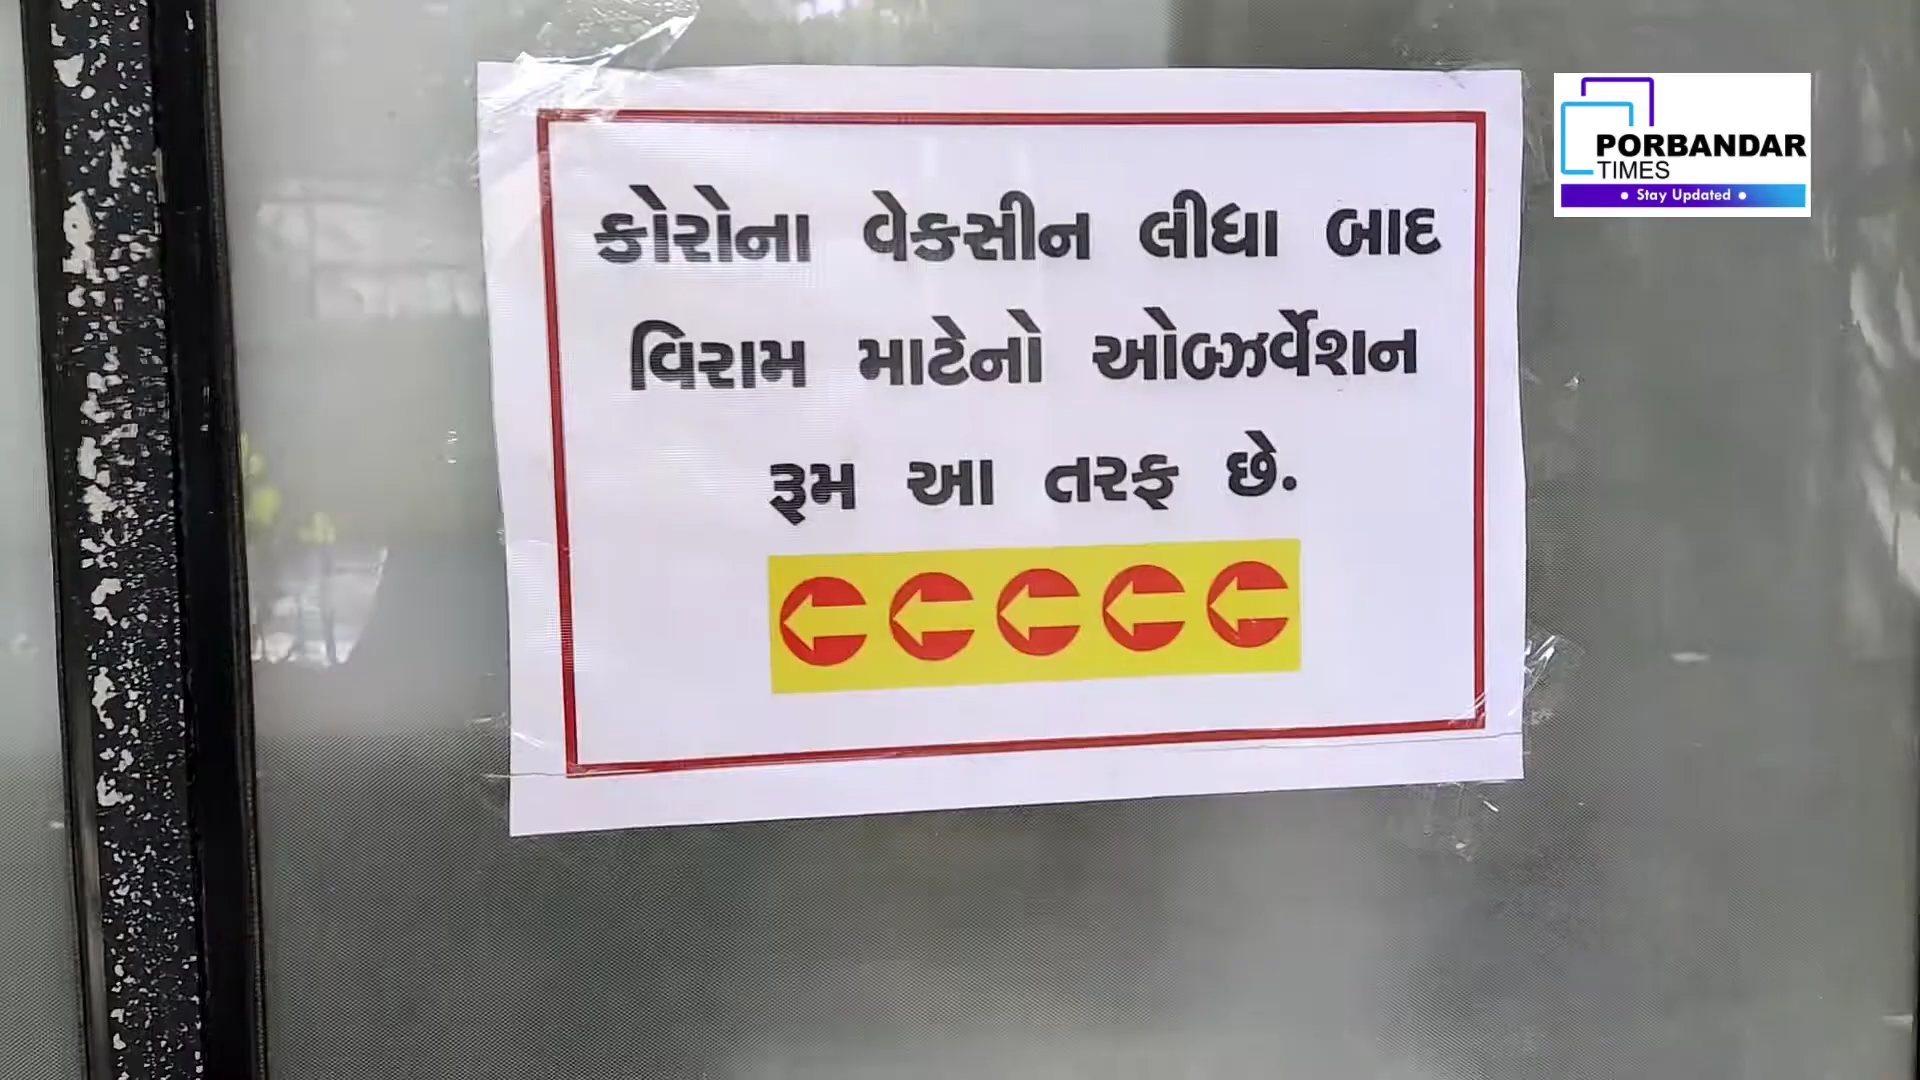 કોરોના વેકસીન લીધા બાદ
વિરામ માટેનો ઓબ્ઝર્વેશન
રૂમ આ તરફ છે.
PORBANDAR
TIMES
• Stay Updated •